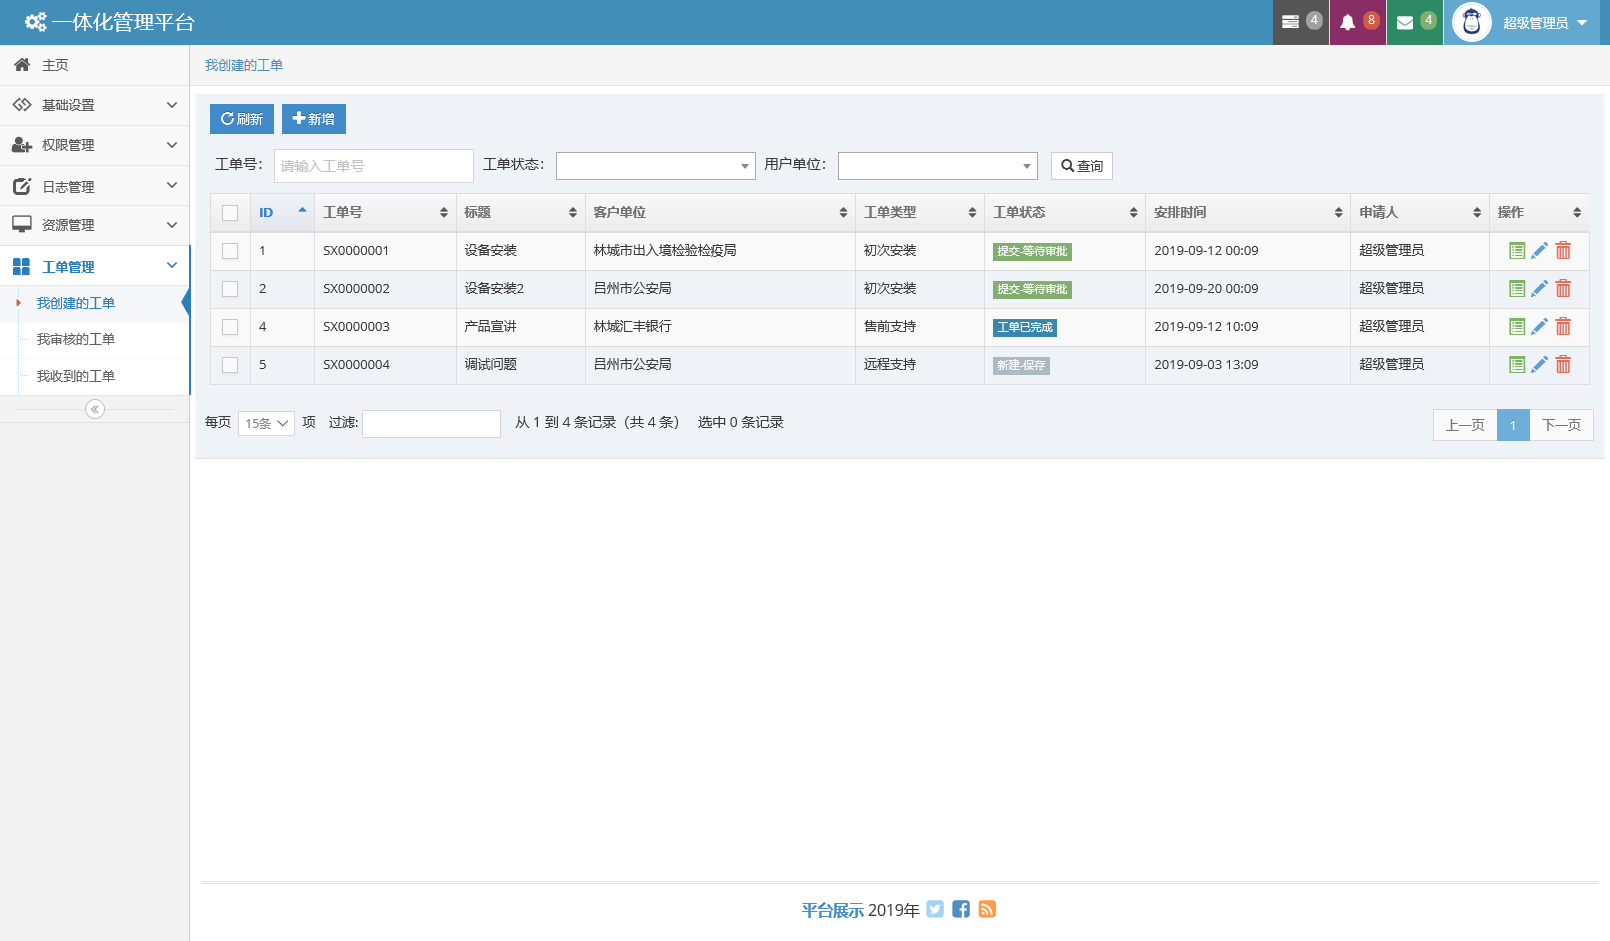 一体化管理平台
4
8
4
超级管理员
主页
基础设置
权限管理
日志管理
资源管理
工单管理
我创建的工单
我审核的工单
我收到的工单
我创建的工单
刷新 新增
工单号: 请输入工单号 工单状态: 用户单位: 查询
ID 工单号 标题 客户单位 工单类型 工单状态 安排时间 申请人 操作
1 SX0000001 设备安装 林城市出入境检验检疫局 初次安装 提交-等待审批 2019-09-12 00:09 超级管理员
2 SX0000002 设备安装2 吕州市公安局 初次安装 提交-等待审批 2019-09-20 00:09 超级管理员
4 SX0000003 产品宣讲 林城汇丰银行 售前支持 工单已完成 2019-09-12 10:09 超级管理员
5 SX0000004 调试问题 吕州市公安局 远程支持 新建-保存 2019-09-03 13:09 超级管理员
每页 15条 项 过滤: 从 1 到 4 条记录（共 4 条） 选中 0 条记录
上一页 1 下一页
平台展示 2019年